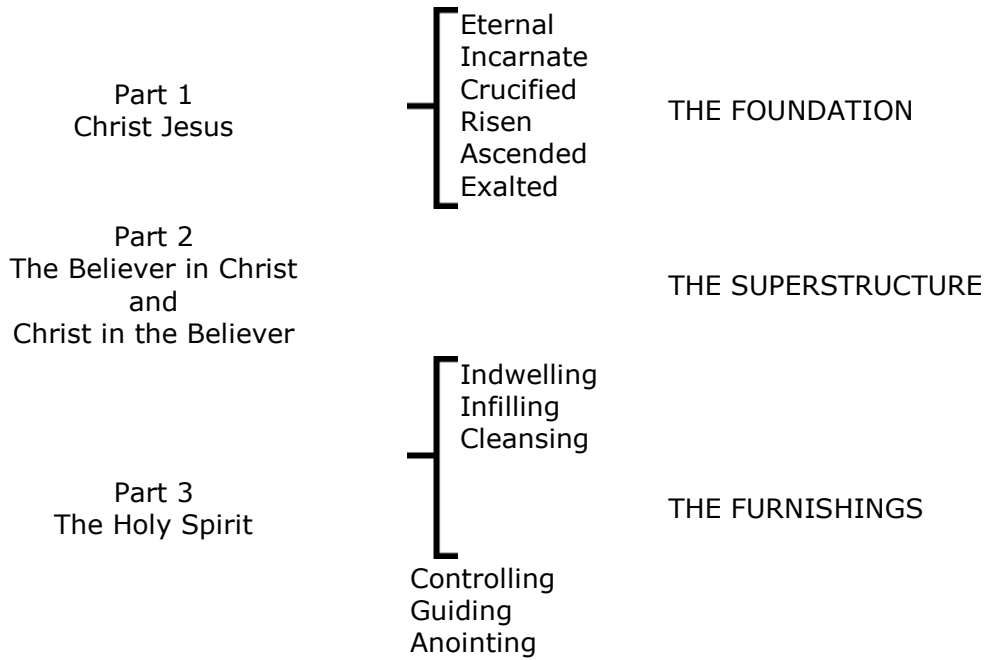 Part 1
Christ Jesus
Eternal
Incarnate
Crucified
Risen
Ascended
Exalted
THE FOUNDATION
Part 2
The Believer in Christ
and
Christ in the Believer
THE SUPERSTRUCTURE
Part 3
The Holy Spirit
Indwelling
Infilling
Cleansing
Controlling
Guiding
Anointing
THE FURNISHINGS